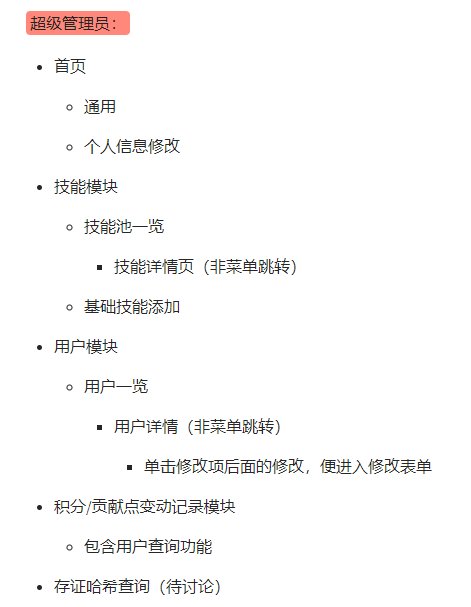 超级管理员：
首页
通用
个人信息修改
技能模块
技能池一览
技能详情页（非菜单跳转）
基础技能添加
用户模块
用户一览
用户详情（非菜单跳转）
单击修改项后面的修改，便进入修改表单
积分/贡献点变动记录模块
包含用户查询功能
存证哈希查询（待讨论）